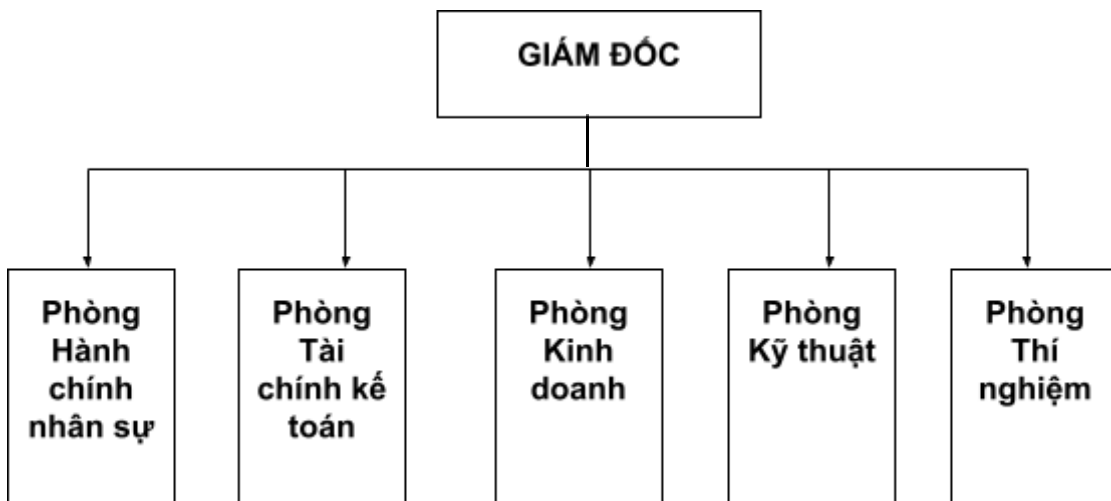 GIÁM ĐỐC
Phòng
Hành
chính
nhân sự
Phòng
Tài
chính kế
toán
Phòng
Kinh
doanh
Phòng
Kỹ thuật
Phòng
Thí
nghiệm